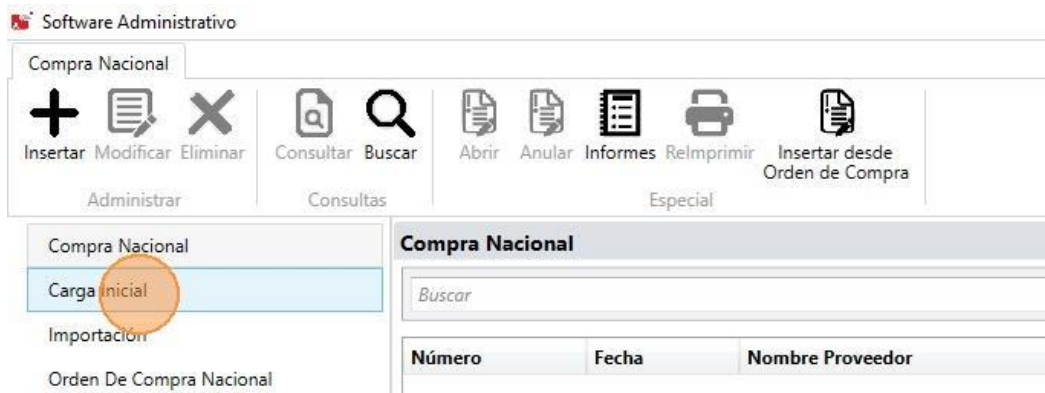 Software Administrativo
Compra Nacional
Insertar Modificar Eliminar Consultar Buscar Abrir Anular Informes ReImprimir Insertar desde
Orden de Compra
Administrar Consultas Especial
Compra Nacional
Carga Inicial
Importación
Orden De Compra Nacional
Compra Nacional
Buscar
Número Fecha Nombre Proveedor